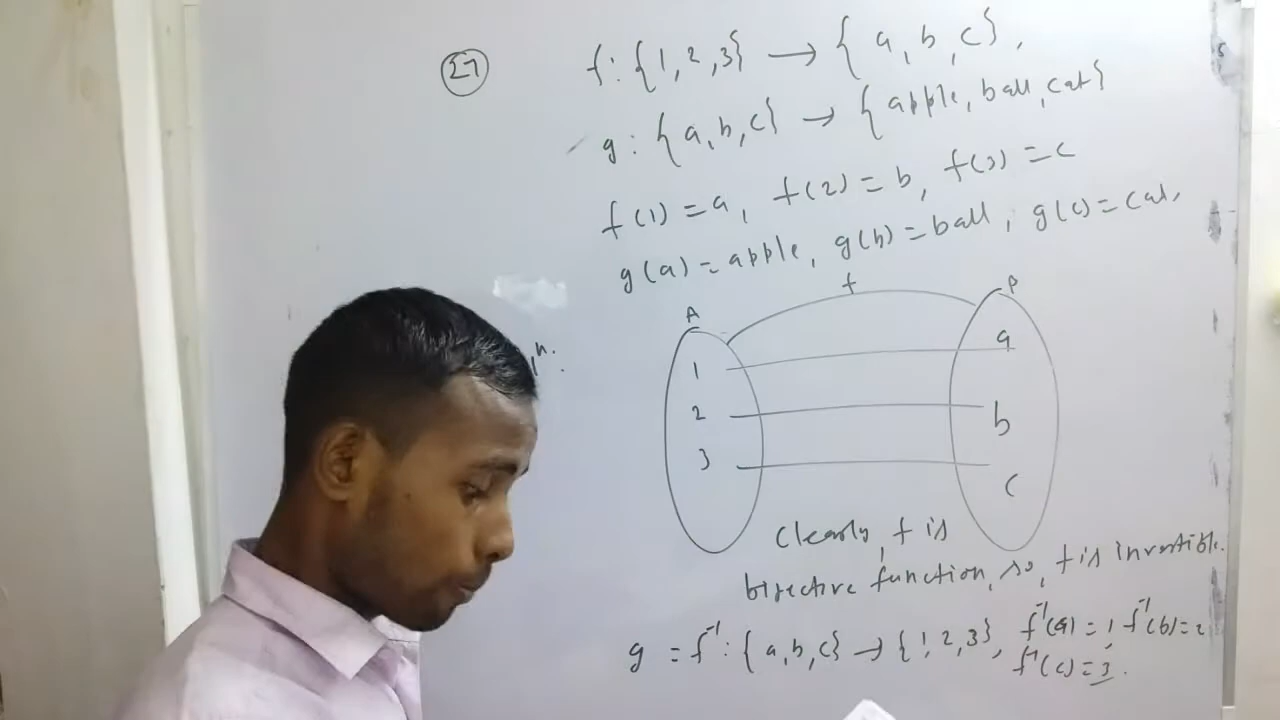 27
f: {1, 2, 3} → { a, b, c},
g: {a, b, c} → { apple, ball, cat}
f(1) = a, f(2) = b, f(3) = c
g(a) = apple, g(b) = ball, g(c) = cat,
f
A
1 a
2 b
3 c
n.
Clearly, f is
bijective function, so, f is invertible.
g = f⁻¹: { a, b, c} → {1, 2, 3}, f⁻¹(a) = 1, f⁻¹(b) = 2
f⁻¹(c) = 3.